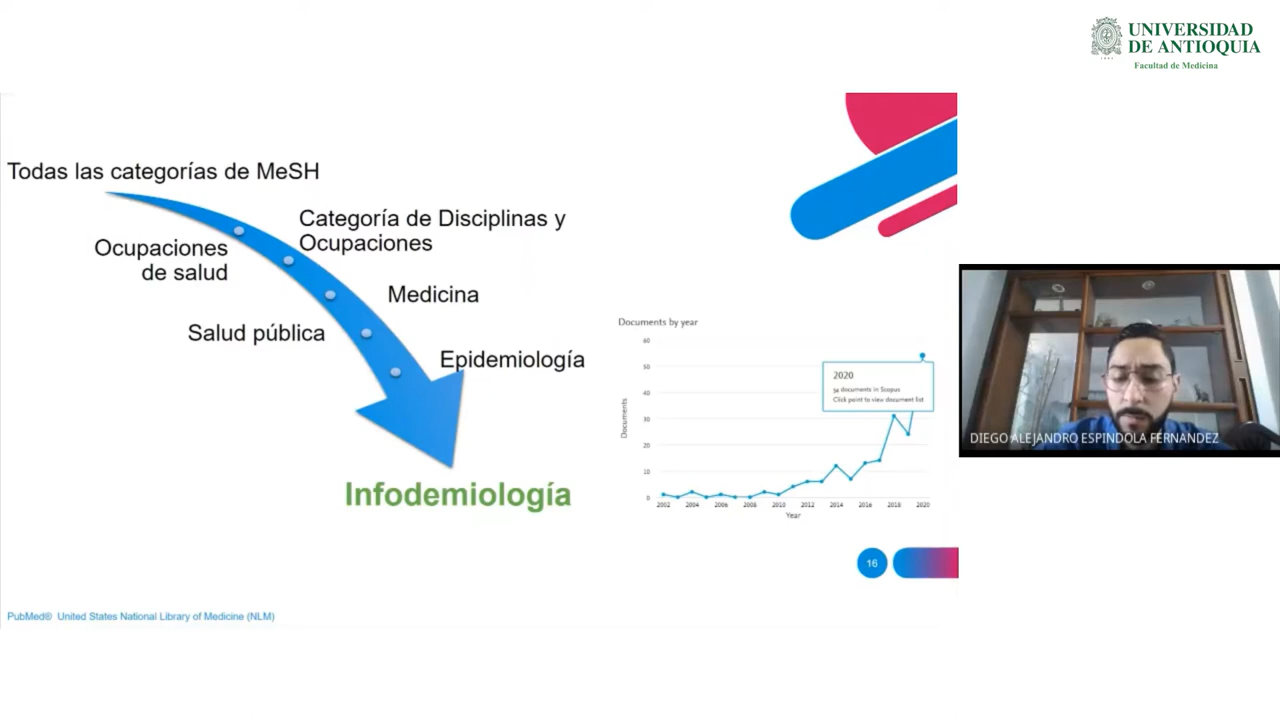 UNIVERSIDAD
DE ANTIOQUIA
1803
Facultad de Medicina
Todas las categorías de MeSH
Categoría de Disciplinas y
Ocupaciones
Ocupaciones
de salud
Medicina
Salud pública
Epidemiología
Infodemiología
Documents by year
60
50
40
30
20
10
0
Documents
2020
54 documents in Scopus
Click point to view document list
2002 2004 2006 2008 2010 2012 2014 2016 2018 2020
Year
DIEGO ALEJANDRO ESPINDOLA FERNANDEZ
16
PubMed® United States National Library of Medicine (NLM)